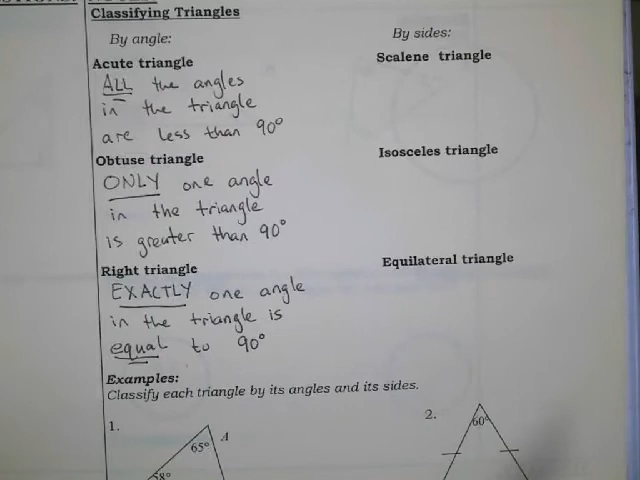 Classifying Triangles
By angle:
By sides:
Acute triangle
Scalene triangle
ALL the angles
in the triangle
are less than 90°
Obtuse triangle
Isosceles triangle
ONLY one angle
in the triangle
is greater than 90°
Right triangle
Equilateral triangle
EXACTLY one angle
in the triangle is
equal to 90°
Examples:
Classify each triangle by its angles and its sides.
1.
2.
60°
65° A
58°